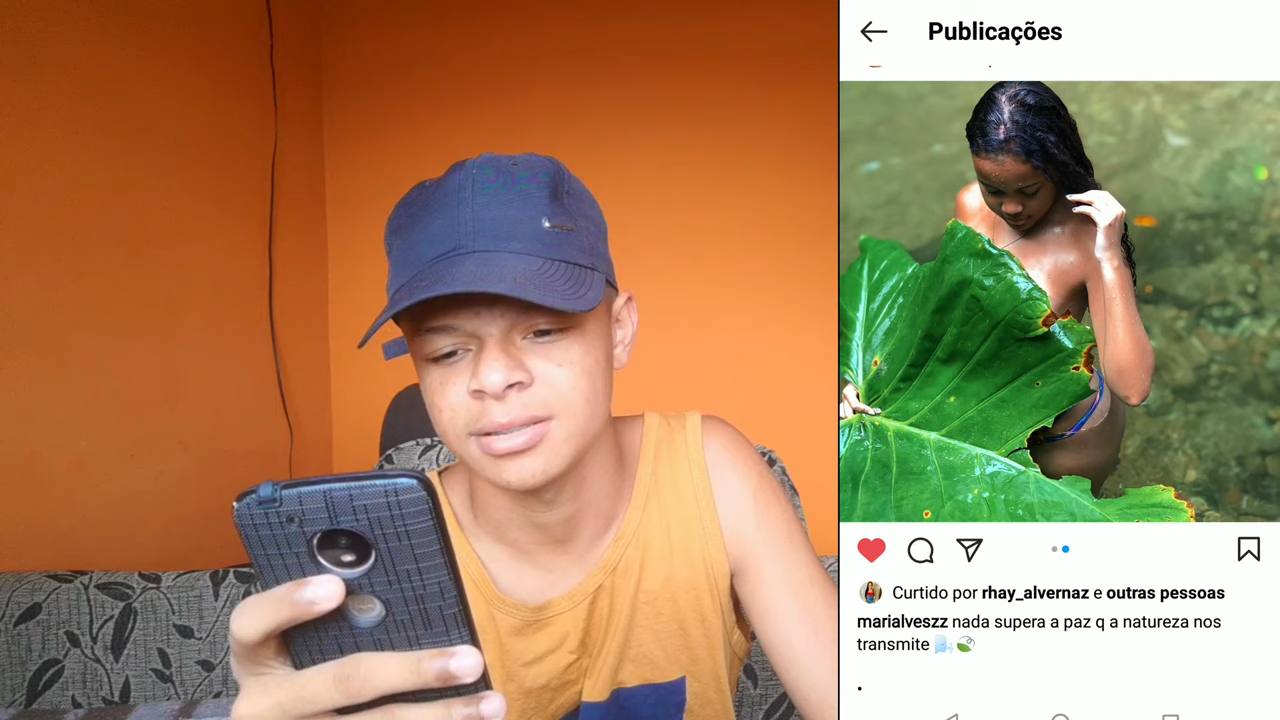 Publicações
Curtido por rhay_alvernaz e outras pessoas
marialveszz nada supera a paz q a natureza nos
transmite 🌬️🍃
.